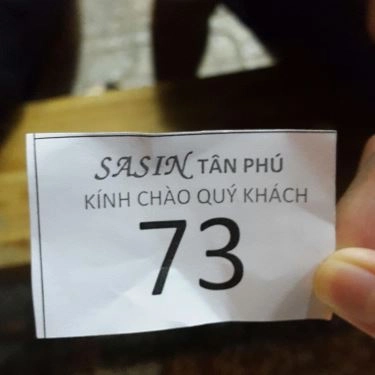 SASIN TÂN PHÚ
KÍNH CHÀO QUÝ KHÁCH
73